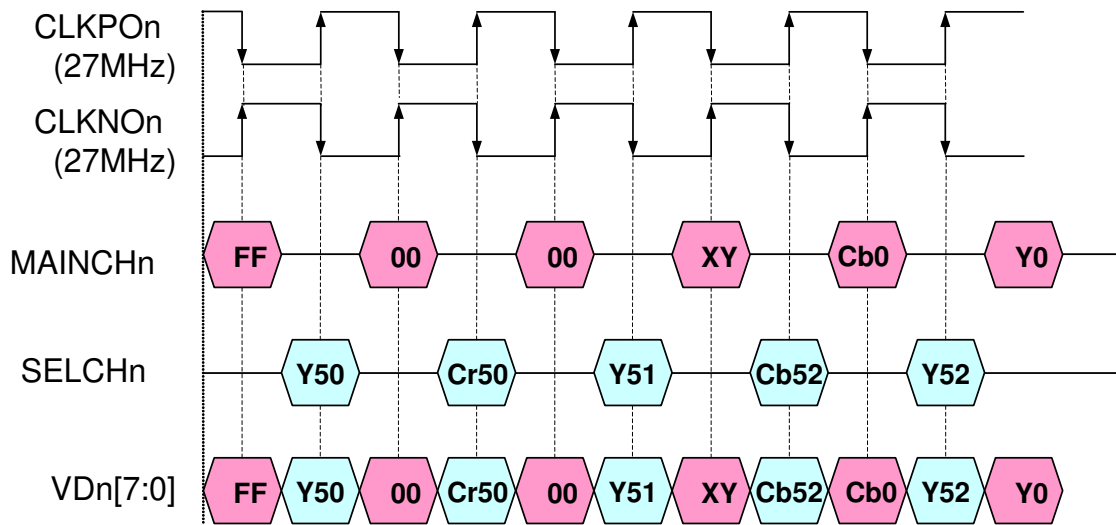 CLKPOn
(27MHz)
CLKNOn
(27MHz)
MAINCHn FF 00 00 XY Cb0 Y0
SELCHn Y50 Cr50 Y51 Cb52 Y52
VDn[7:0] FF Y50 00 Cr50 00 Y51 XY Cb52 Cb0 Y52 Y0